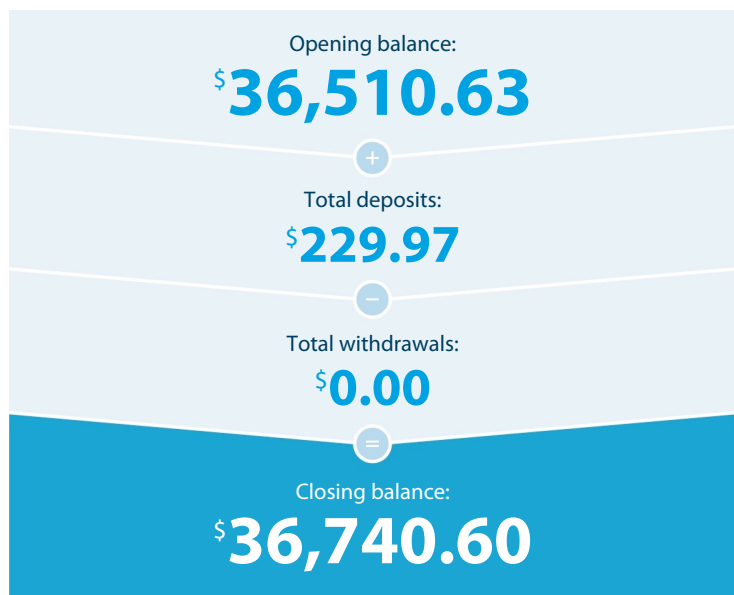 Opening balance:
$36,510.63
+
Total deposits:
$229.97
−
Total withdrawals:
$0.00
=
Closing balance:
$36,740.60